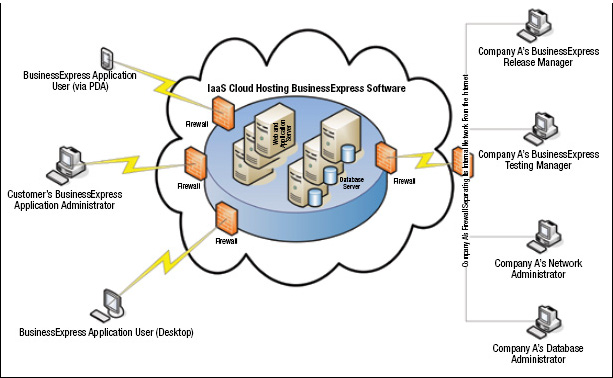 IaaS Cloud Hosting BusinessExpress Software
BusinessExpress Application
User (via PDA)
Firewall
Customer's BusinessExpress
Application Administrator
Firewall
Firewall
BusinessExpress Application User (Desktop)
Web and
Application
Server
Database
Server
Firewall
Company A's Firewall Separating Its Internal Network From the Internet
Company A's BusinessExpress
Release Manager
Company A's BusinessExpress
Testing Manager
Company A's Network
Administrator
Company A's Database
Administrator